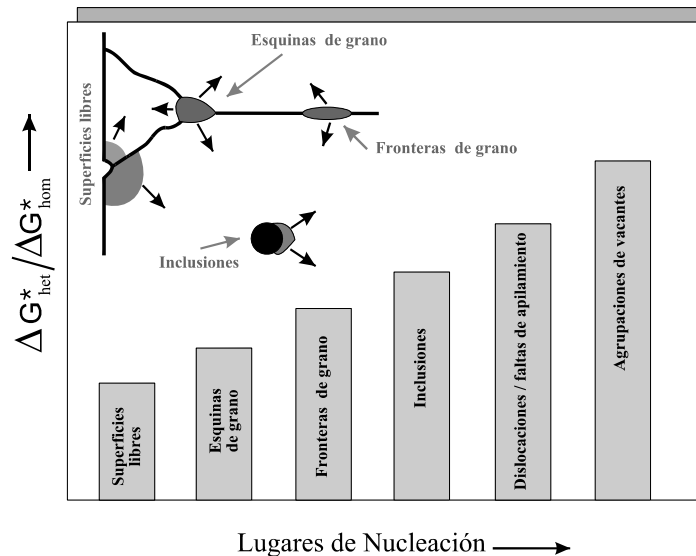 Esquinas de grano
Superficies libres
Fronteras de grano
Inclusiones
ΔG*het/ΔG*hom
Superficies
libres
Esquinas
de grano
Fronteras de grano
Inclusiones
Dislocaciones / faltas de apilamiento
Agrupaciones de vacantes
Lugares de Nucleación